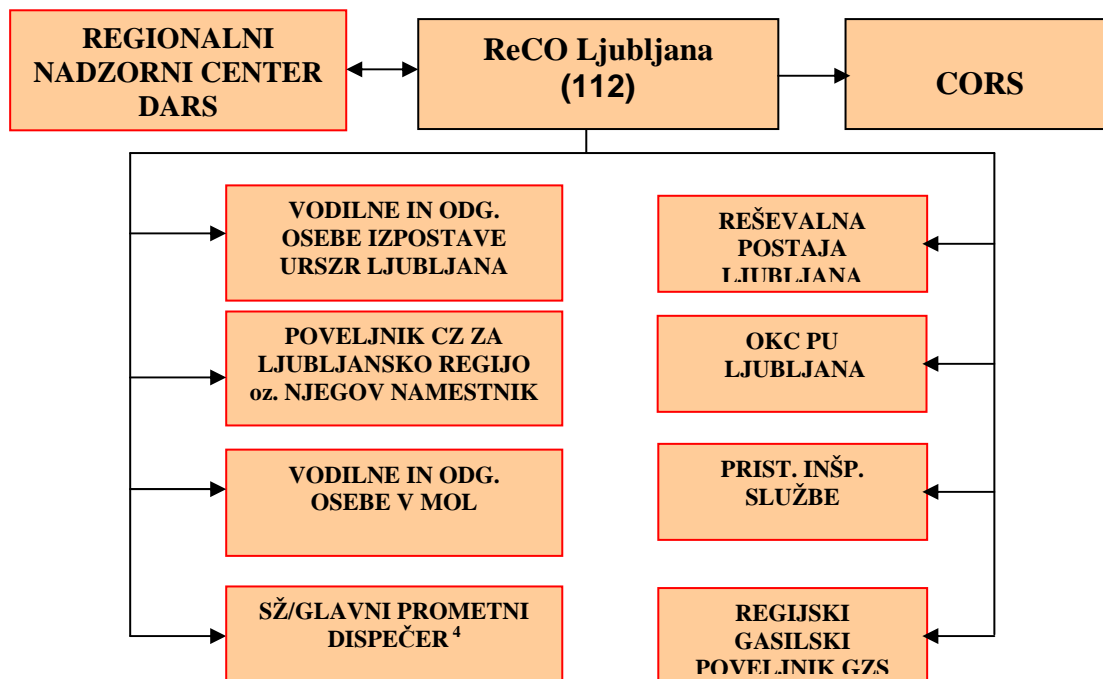 REGIONALNI
NADZORNI CENTER
DARS
ReCO Ljubljana
(112)
CORS
VODILNE IN ODG.
OSEBE IZPOSTAVE
URSZR LJUBLJANA
POVELJNIK CZ ZA
LJUBLJANSKO REGIJO
oz. NJEGOV NAMESTNIK
VODILNE IN ODG.
OSEBE V MOL
SŽ/GLAVNI PROMETNI
DISPEČER 4
REŠEVALNA
POSTAJA
LJUBLJANA
OKC PU
LJUBLJANA
PRIST. INŠP.
SLUŽBE
REGIJSKI
GASILSKI
POVELJNIK GZS